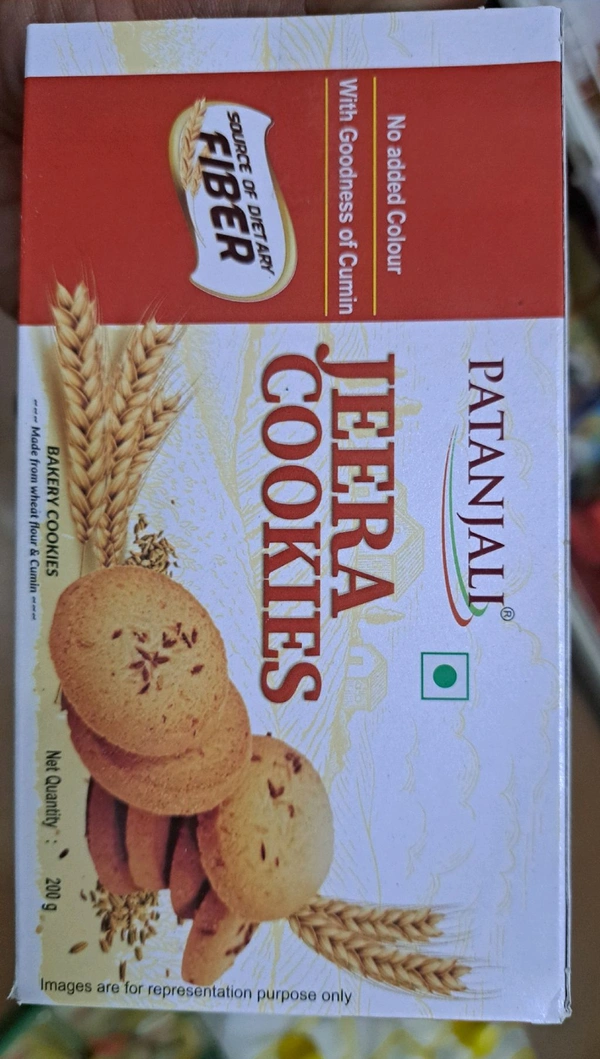 No added Colour
With Goodness of Cumin
SOURCE OF DIETARY
FIBER
PATANJALI®
JEERA
COOKIES
BAKERY COOKIES
~~~ Made from wheat flour & Cumin ~~~
Net Quantity* : 200 g
Images are for representation purpose only